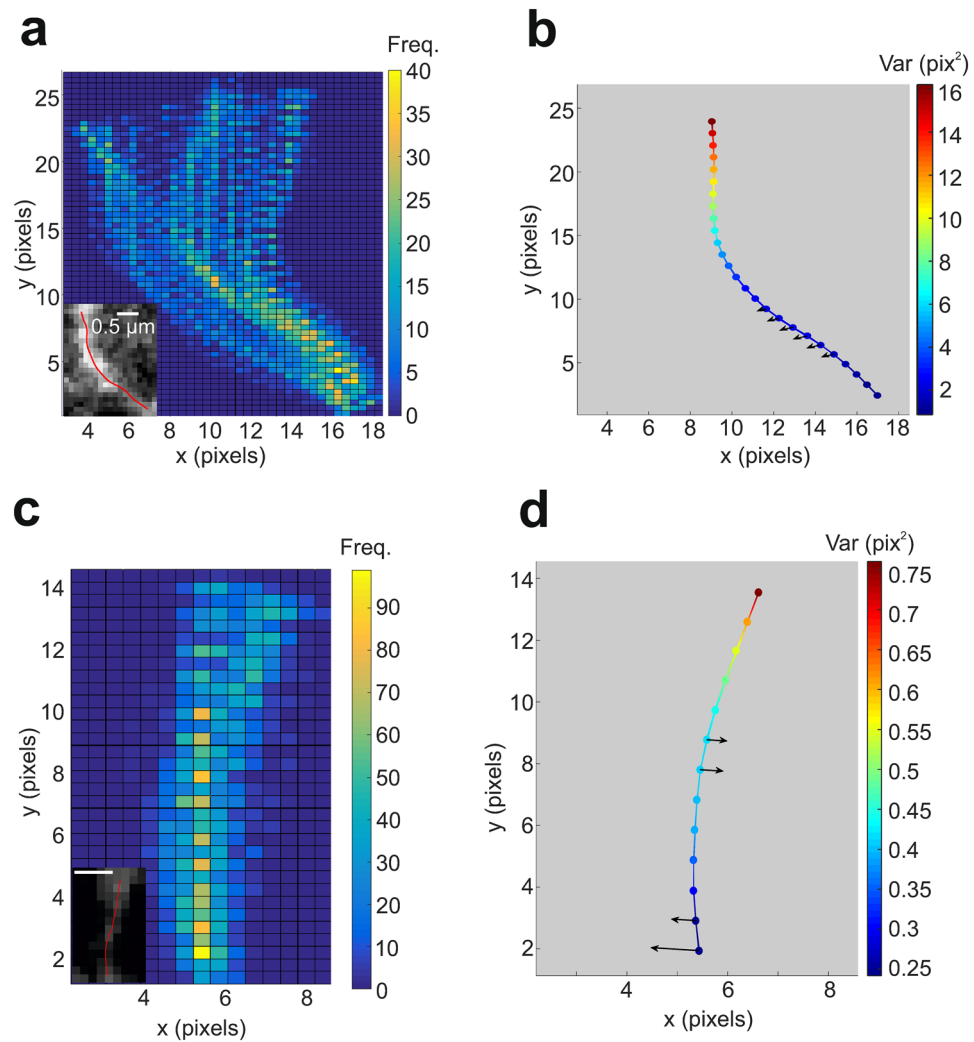 a
Freq.
40
35
30
25
20
15
10
5
0
25
20
15
10
5
y (pixels)
0.5 µm
4 6 8 10 12 14 16 18
x (pixels)
b
Var (pix²)
16
14
12
10
8
6
4
2
25
20
15
10
5
y (pixels)
4 6 8 10 12 14 16 18
x (pixels)
c
Freq.
90
80
70
60
50
40
30
20
10
0
14
12
10
8
6
4
2
y (pixels)
4 6 8
x (pixels)
d
Var (pix²)
0.75
0.7
0.65
0.6
0.55
0.5
0.45
0.4
0.35
0.3
0.25
14
12
10
8
6
4
2
y (pixels)
4 6 8
x (pixels)